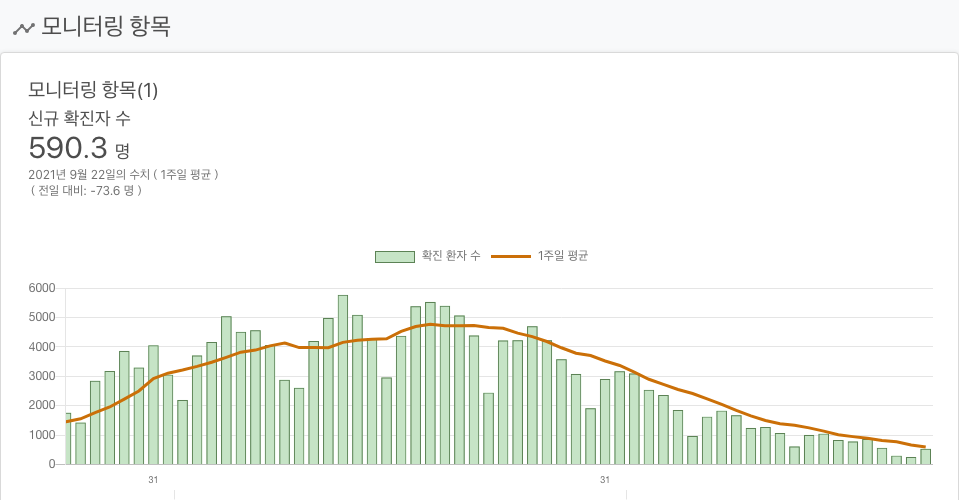 모니터링 항목
모니터링 항목(1)
신규 확진자 수
590.3 명
2021년 9월 22일의 수치 ( 1주일 평균 )
( 전일 대비: -73.6 명 )
확진 환자 수 1주일 평균
6000
5000
4000
3000
2000
1000
0
31 31